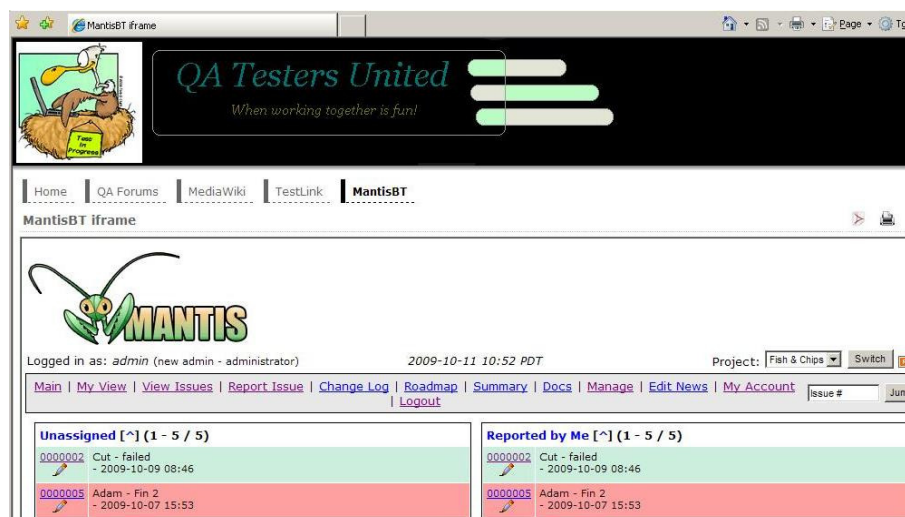 MantisBT iframe
Page
QA Testers United
When working together is fun!
Test
In
Progress
Home QA Forums MediaWiki TestLink MantisBT
MantisBT iframe
MANTIS
Logged in as: admin (new admin - administrator) 2009-10-11 10:52 PDT Project: Fish & Chips Switch
Main | My View | View Issues | Report Issue | Change Log | Roadmap | Summary | Docs | Manage | Edit News | My Account
| Logout
Issue # Jum
Unassigned [^] (1 - 5 / 5)
0000002 Cut - failed
- 2009-10-09 08:46
0000005 Adam - Fin 2
- 2009-10-07 15:53
Reported by Me [^] (1 - 5 / 5)
0000002 Cut - failed
- 2009-10-09 08:46
0000005 Adam - Fin 2
- 2009-10-07 15:53